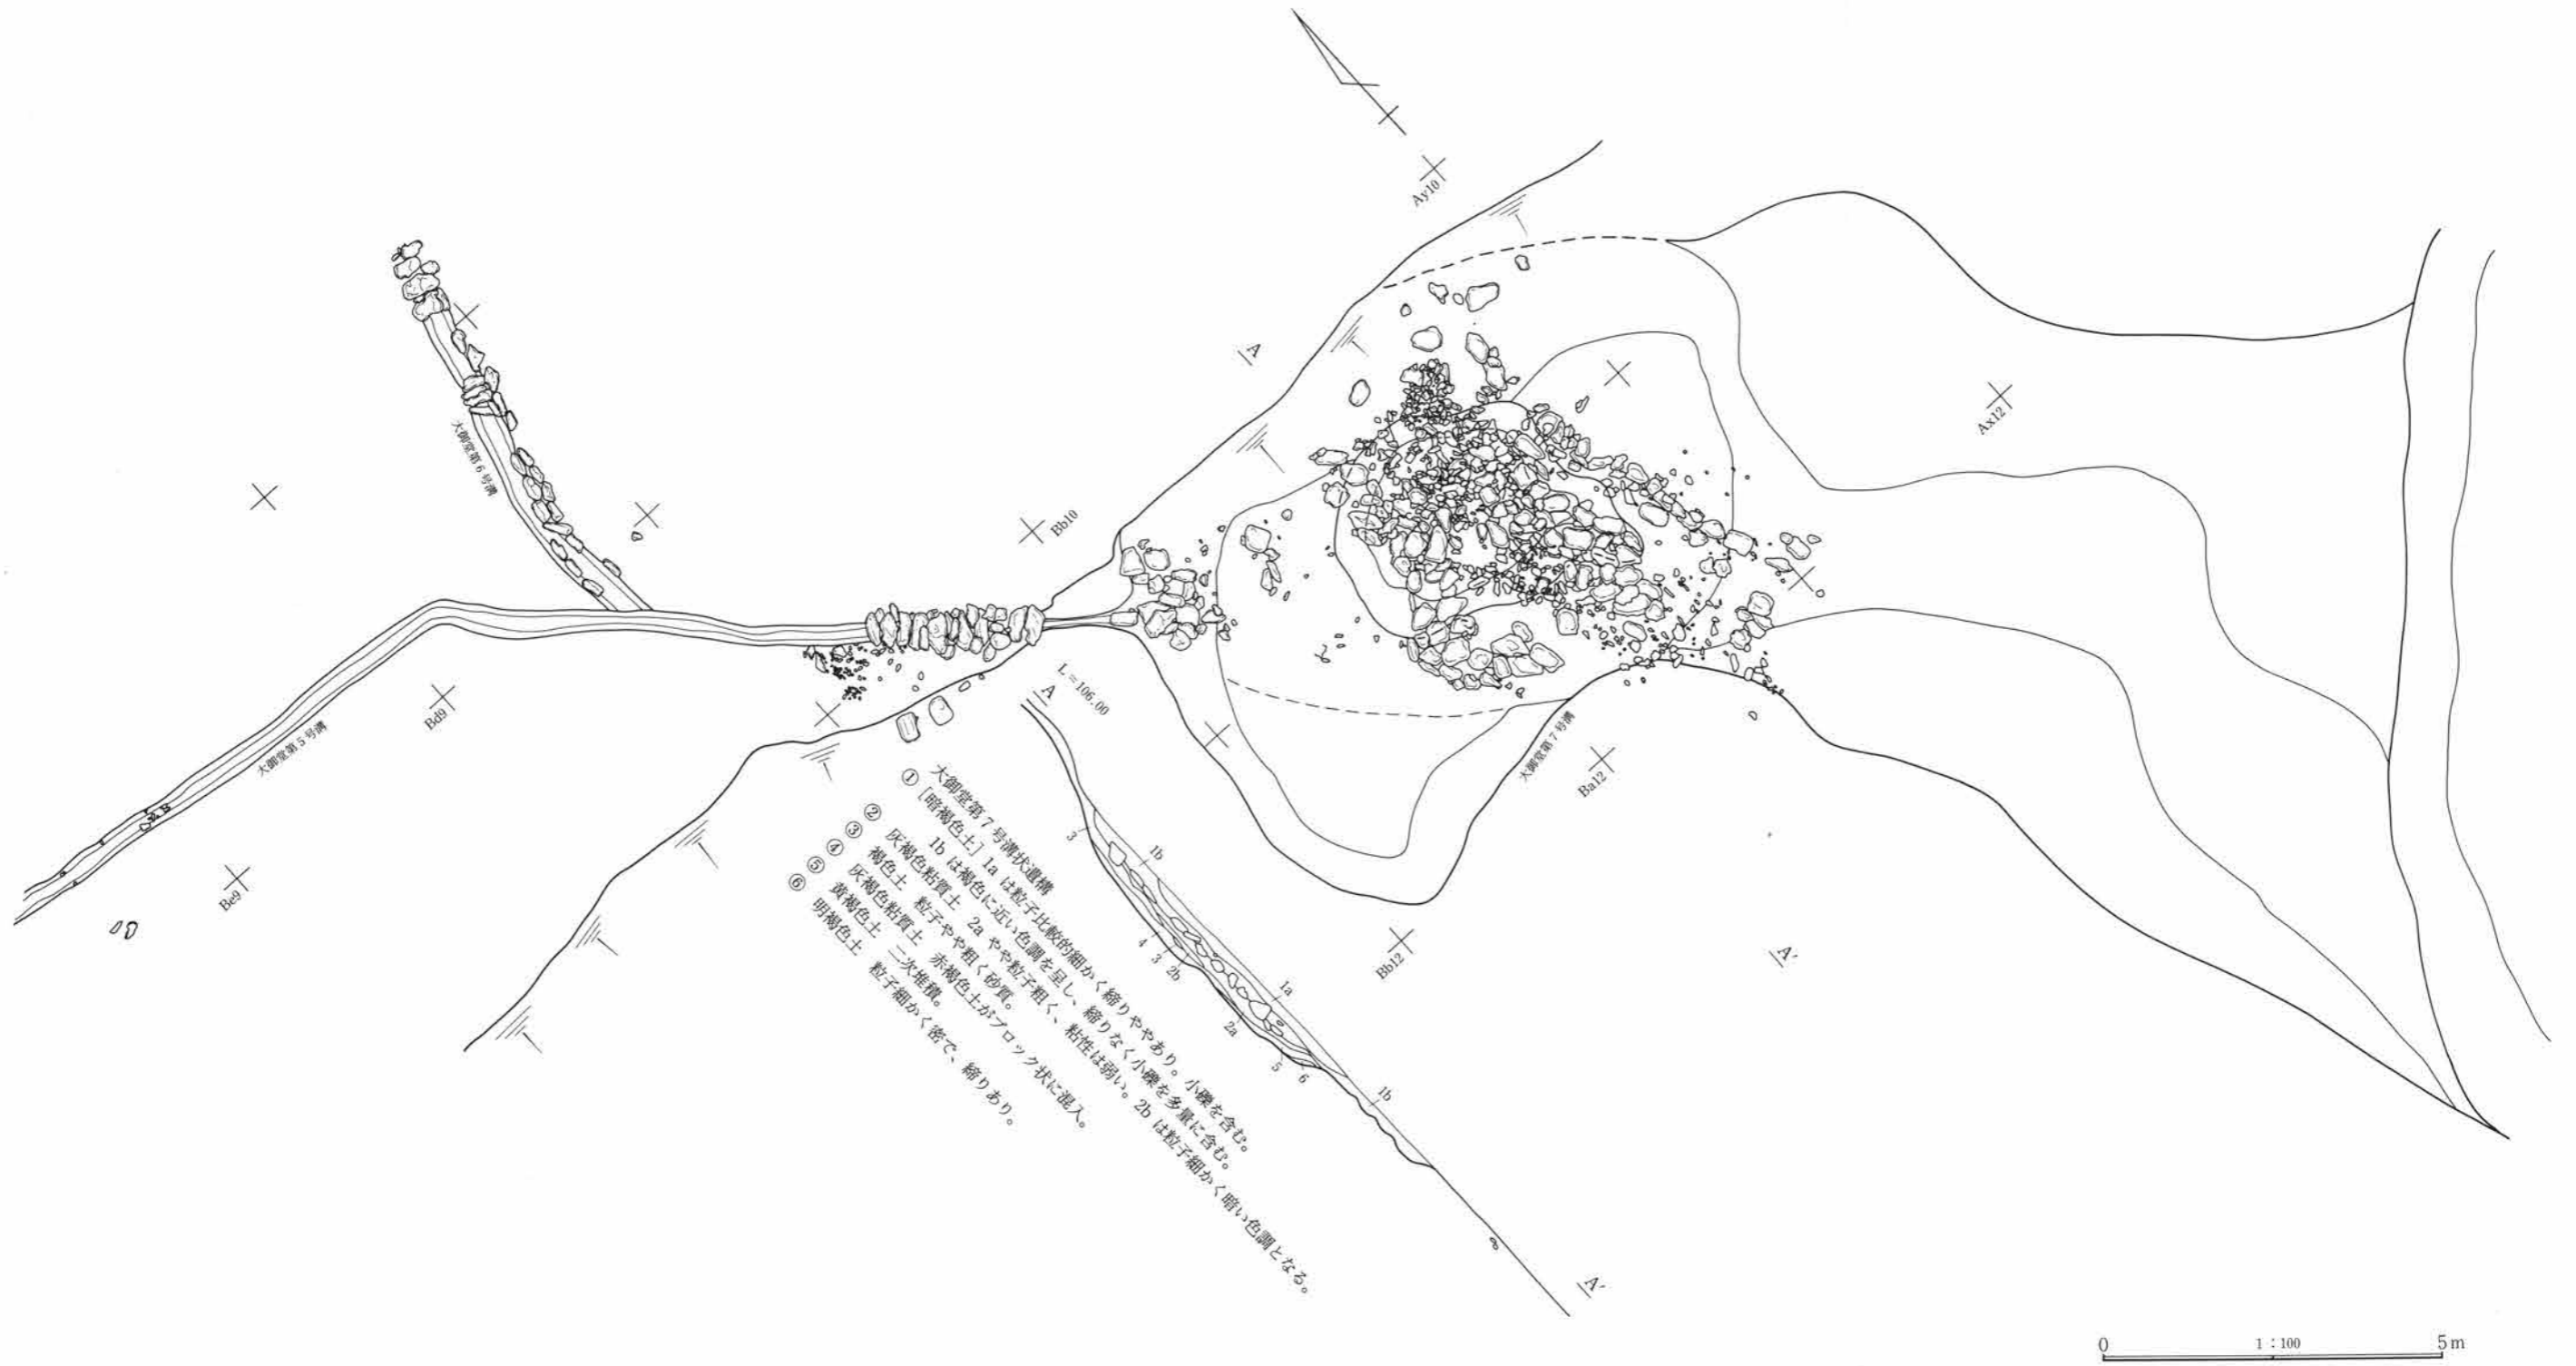 Ay10
A
大御堂第6号溝
Ax12
Bb10
大御堂第5号溝
Bd9
Be9
L=106.00
A
大御堂第7号溝
Ba12
Bb12
A′
大御堂第7号溝状遺構
① [暗褐色土] 1a は粒子比較的細かく締りややあり。小礫を含む。
1b は褐色に近い色調を呈し、締りなく小礫を多量に含む。
② 灰褐色粘質土 2a やや粒子粗く、粘性は弱い。2b は粒子細かく暗い色調となる。
③ 褐色土 粒子やや粗く砂質。
④ 灰褐色粘質土 赤褐色土がブロック状に混入。
⑤ 黄褐色土 二次堆積。
⑥ 明褐色土 粒子細かく密で、締りあり。
3
1b
4
3
2b
1a
2a
5
6
1b
A′
0 1:100 5m